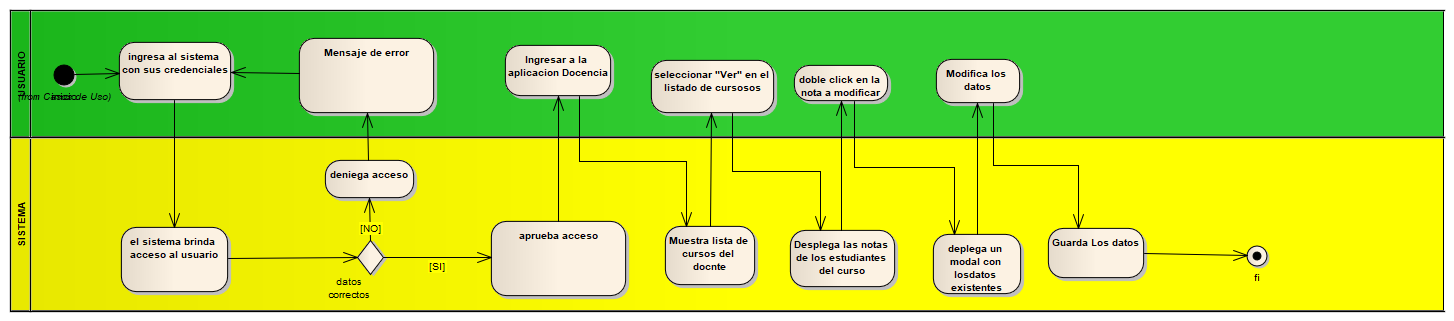 USUARIO
ingresa al sistema
con sus credenciales
(from Casos de Uso)
inicio
Mensaje de error
Ingresar a la
aplicacion Docencia
seleccionar "Ver" en el
listado de cursosos
doble click en la
nota a modificar
Modifica los
datos
SISTEMA
el sistema brinda
acceso al usuario
deniega acceso
[NO]
datos
correctos
[SI]
aprueba acceso
Muestra lista de
cursos del
docnte
Desplega las notas
de los estudiantes
del curso
deplega un
modal con
losdatos
existentes
Guarda Los datos
fi